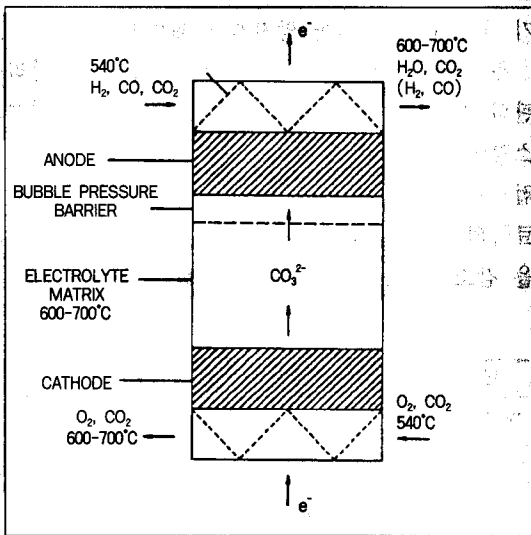 e⁻
540°C
H₂, CO, CO₂
600-700°C
H₂O, CO₂
(H₂, CO)
ANODE
BUBBLE PRESSURE
BARRIER
CO₃²⁻
ELECTROLYTE
MATRIX
600-700°C
CATHODE
O₂, CO₂
600-700°C
O₂, CO₂
540°C
e⁻